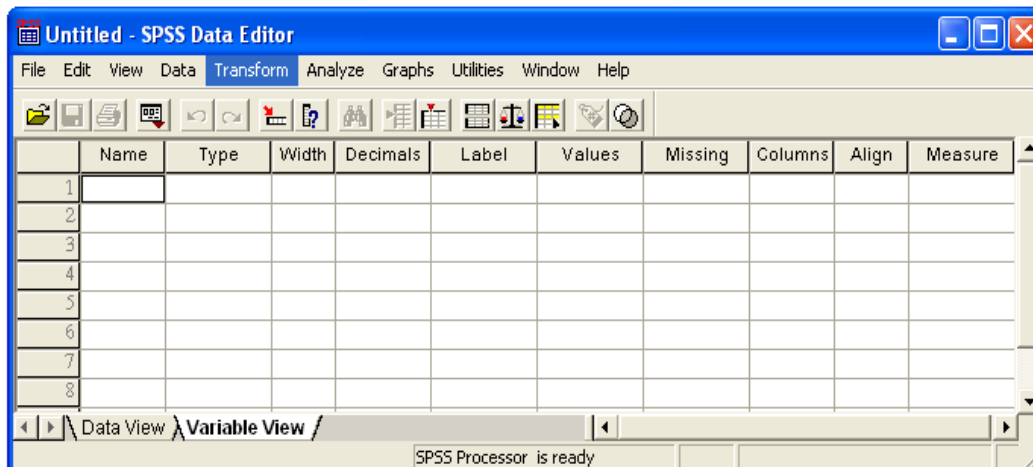 Untitled - SPSS Data Editor
File Edit View Data Transform Analyze Graphs Utilities Window Help
Name Type Width Decimals Label Values Missing Columns Align Measure
1
2
3
4
5
6
7
8
Data View Variable View
SPSS Processor is ready